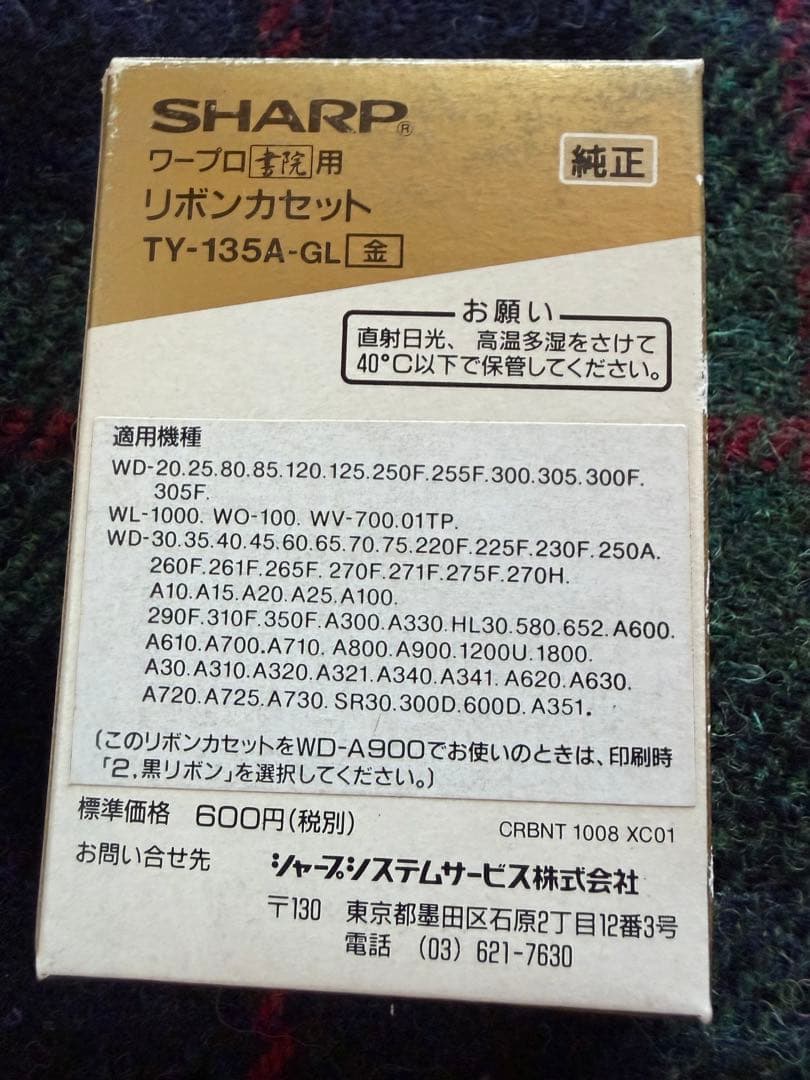 SHARP®
ワープロ書院用
純正
リボンカセット
TY-135A-GL 金
お願い
直射日光、高温多湿をさけて
40°C以下で保管してください。
適用機種
WD-20.25.80.85.120.125.250F.255F.300.305.300F.
305F.
WL-1000. WO-100. WV-700.01TP.
WD-30.35.40.45.60.65.70.75.220F.225F.230F.250A.
260F.261F.265F. 270F.271F.275F.270H.
A10.A15.A20.A25.A100.
290F.310F.350F.A300.A330.HL30.580.652.A600.
A610.A700.A710. A800.A900.1200U.1800.
A30.A310.A320.A321.A340.A341. A620.A630.
A720.A725.A730. SR30.300D.600D.A351.
(このリボンカセットをWD-A900でお使いのときは、印刷時
「2,黒リボン」を選択してください。)
標準価格 600円(税別)
CRBNT 1008 XC01
お問い合せ先 シャープシステムサービス株式会社
〒130 東京都墨田区石原2丁目12番3号
電話 (03) 621-7630